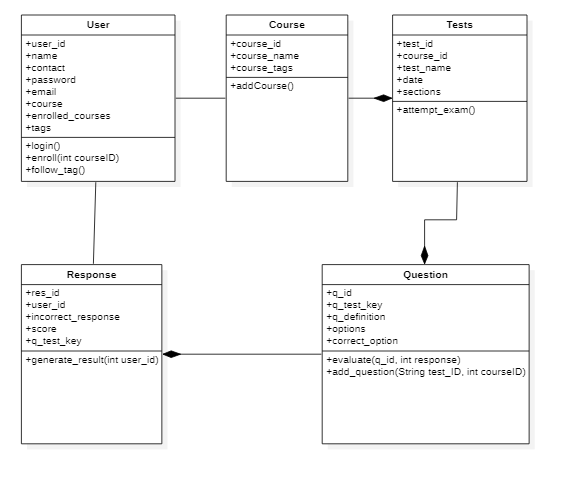 User
+user_id
+name
+contact
+password
+email
+course
+enrolled_courses
+tags
+login()
+enroll(int courseID)
+follow_tag()
Course
+course_id
+course_name
+course_tags
+addCourse()
Tests
+test_id
+course_id
+test_name
+date
+sections
+attempt_exam()
Response
+res_id
+user_id
+incorrect_response
+score
+q_test_key
+generate_result(int user_id)
Question
+q_id
+q_test_key
+q_definition
+options
+correct_option
+evaluate(q_id, int response)
+add_question(String test_ID, int courseID)